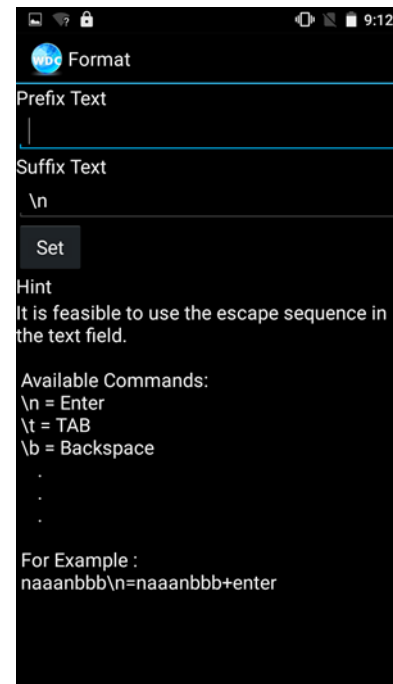 9:12
WDC Format
Prefix Text
Suffix Text
\n
Set
Hint
It is feasible to use the escape sequence in
the text field.
Available Commands:
\n = Enter
\t = TAB
\b = Backspace
.
.
.
For Example :
naaanbbb\n=naaanbbb+enter